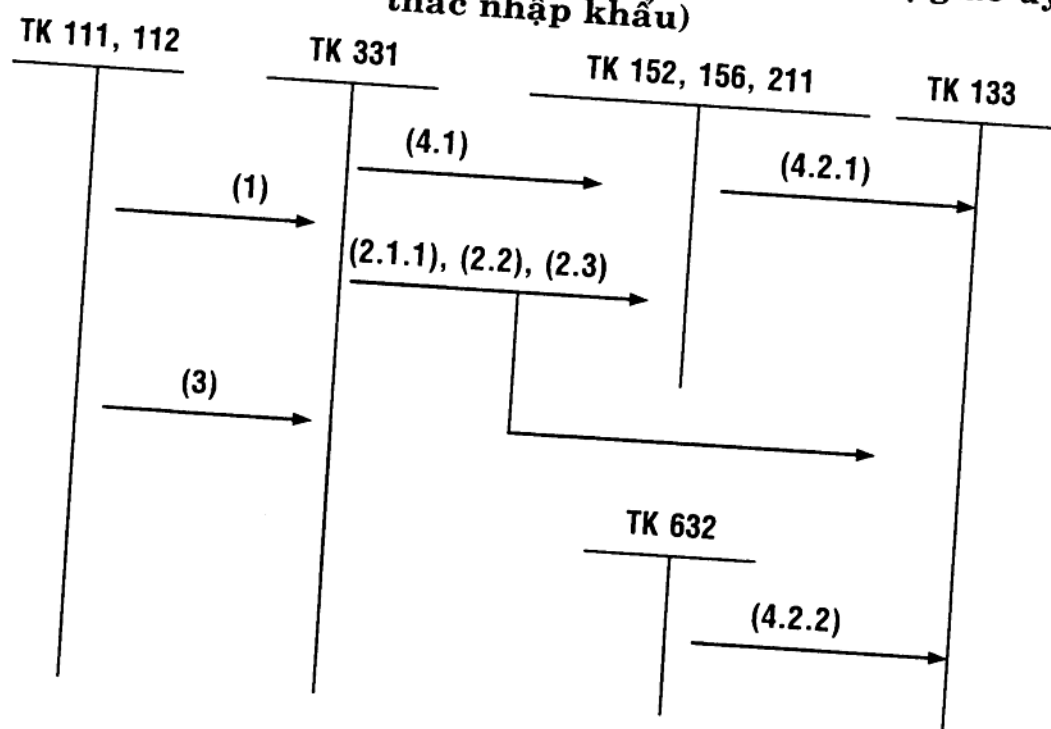 thác nhập khẩu)
TK 111, 112
TK 331
TK 152, 156, 211
TK 133
(4.1)
(4.2.1)
(1)
(2.1.1), (2.2), (2.3)
(3)
TK 632
(4.2.2)